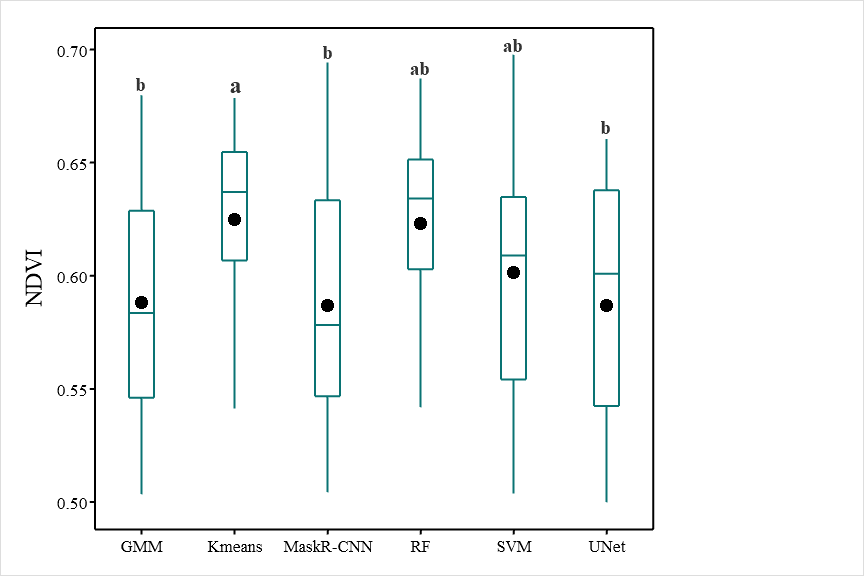 NDVI
0.70
0.65
0.60
0.55
0.50
b
a
b
ab
ab
b
GMM
Kmeans
MaskR-CNN
RF
SVM
UNet